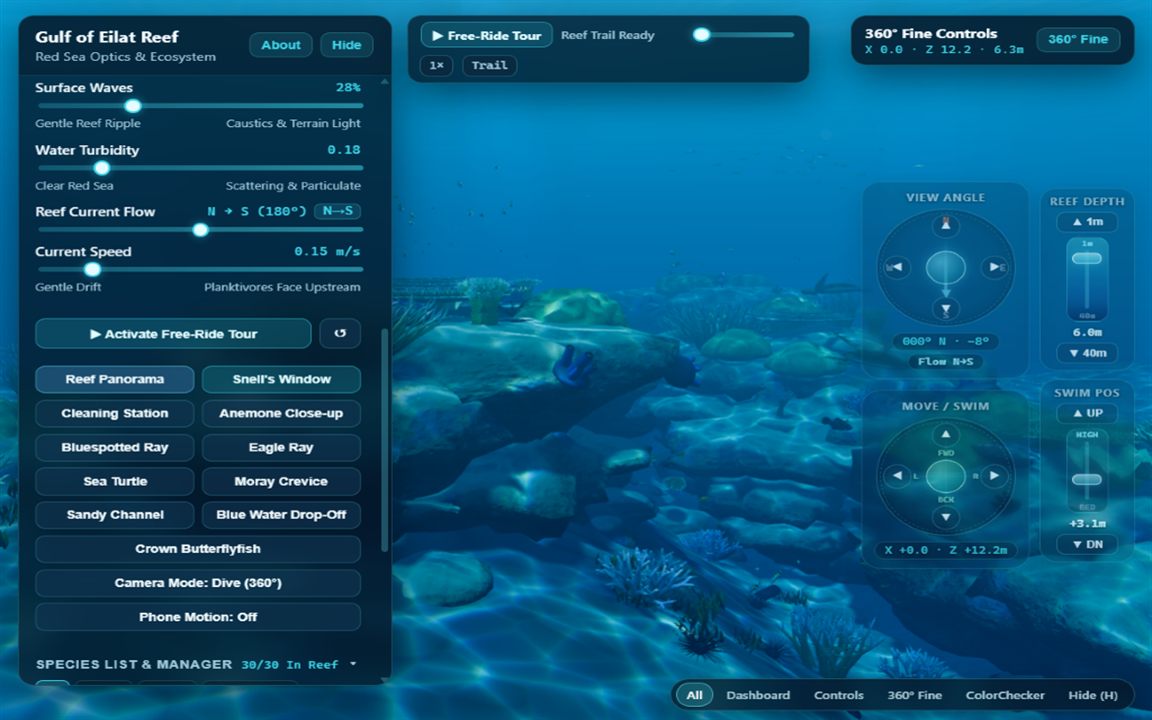 Gulf of Eilat Reef
Red Sea Optics & Ecosystem
About
Hide
Surface Waves 28%
Gentle Reef Ripple Caustics & Terrain Light
Water Turbidity 0.18
Clear Red Sea Scattering & Particulate
Reef Current Flow N → S (180°) N→S
Current Speed 0.15 m/s
Gentle Drift Planktivores Face Upstream
▶ Activate Free-Ride Tour ↺
Reef Panorama Snell's Window
Cleaning Station Anemone Close-up
Bluespotted Ray Eagle Ray
Sea Turtle Moray Crevice
Sandy Channel Blue Water Drop-Off
Crown Butterflyfish
Camera Mode: Dive (360°)
Phone Motion: Off
SPECIES LIST & MANAGER 30/30 In Reef ▾
▶ Free-Ride Tour Reef Trail Ready
1× Trail
360° Fine Controls
X 0.0 · Z 12.2 · 6.3m
360° Fine
VIEW ANGLE
N
W E
S
000° N · -8°
Flow N→S
REEF DEPTH
▲ 1m
1m
60m
6.0m
▼ 40m
MOVE / SWIM
FWD
L R
BCK
X +0.0 · Z +12.2m
SWIM POS
▲ UP
HIGH
BED
+3.1m
▼ DN
All Dashboard Controls 360° Fine ColorChecker Hide (H)